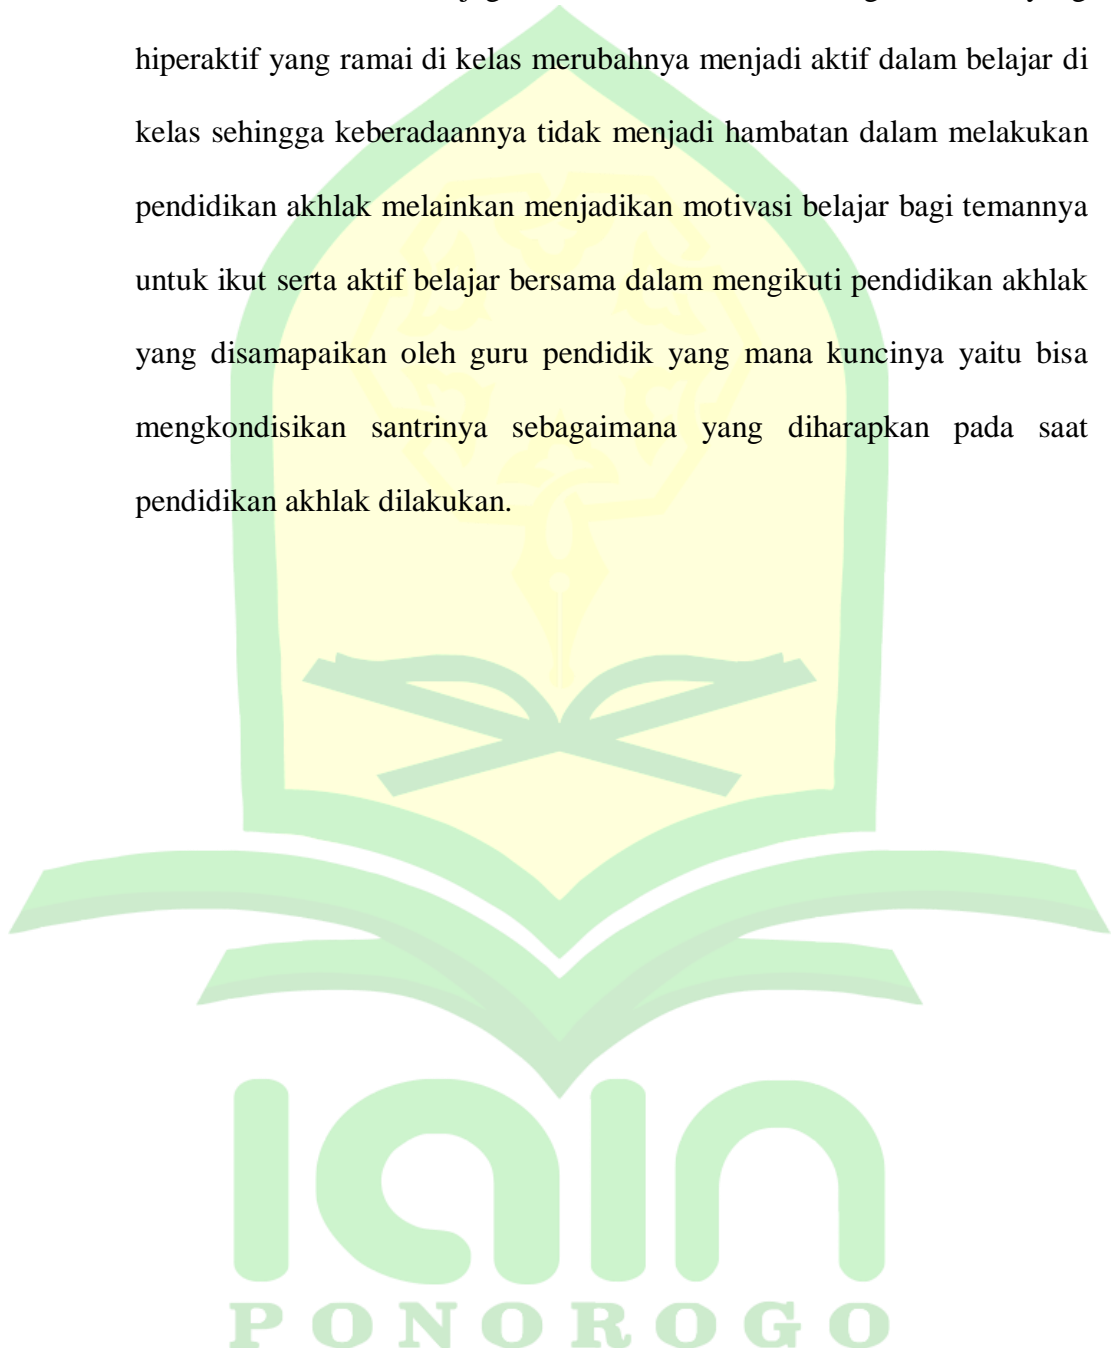 hiperaktif yang ramai di kelas merubahnya menjadi aktif dalam belajar di
kelas sehingga keberadaannya tidak menjadi hambatan dalam melakukan
pendidikan akhlak melainkan menjadikan motivasi belajar bagi temannya
untuk ikut serta aktif belajar bersama dalam mengikuti pendidikan akhlak
yang disamapaikan oleh guru pendidik yang mana kuncinya yaitu bisa
mengkondisikan santrinya sebagaimana yang diharapkan pada saat
pendidikan akhlak dilakukan.
iain
PONOROGO